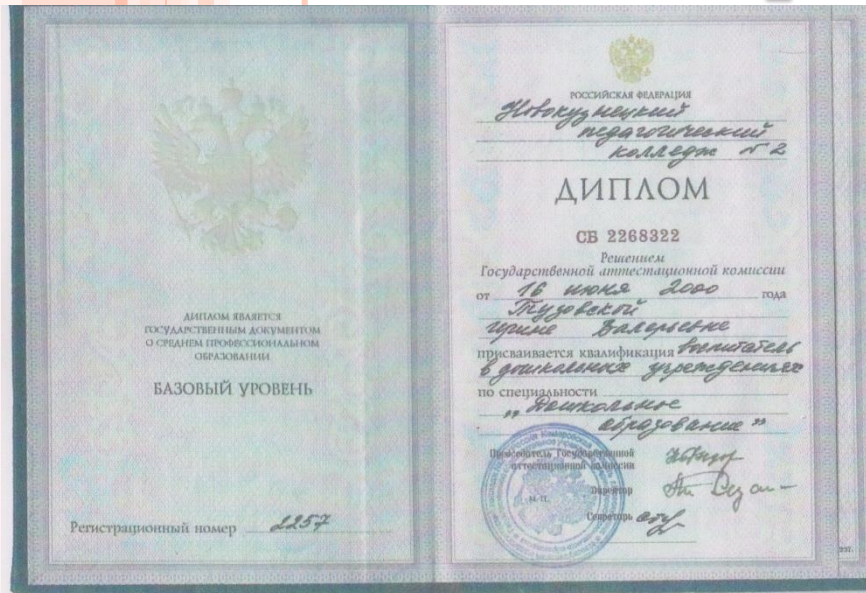 ДИПЛОМ ЯВЛЯЕТСЯ
ГОСУДАРСТВЕННЫМ ДОКУМЕНТОМ
О СРЕДНЕМ ПРОФЕССИОНАЛЬНОМ
ОБРАЗОВАНИИ
БАЗОВЫЙ УРОВЕНЬ
Регистрационный номер 2257
РОССИЙСКАЯ ФЕДЕРАЦИЯ
Новокузнецкий
педагогический
колледж № 2
ДИПЛОМ
СБ 2268322
Решением
Государственной аттестационной комиссии
от 16 июня 2000 года
Тузовской
Ирине Валерьевне
присваивается квалификация воспитатель
в дошкольных учреждениях
по специальности
„Дошкольное
образование"
Председатель Государственной
аттестационной комиссии
М.П. Директор
Секретарь